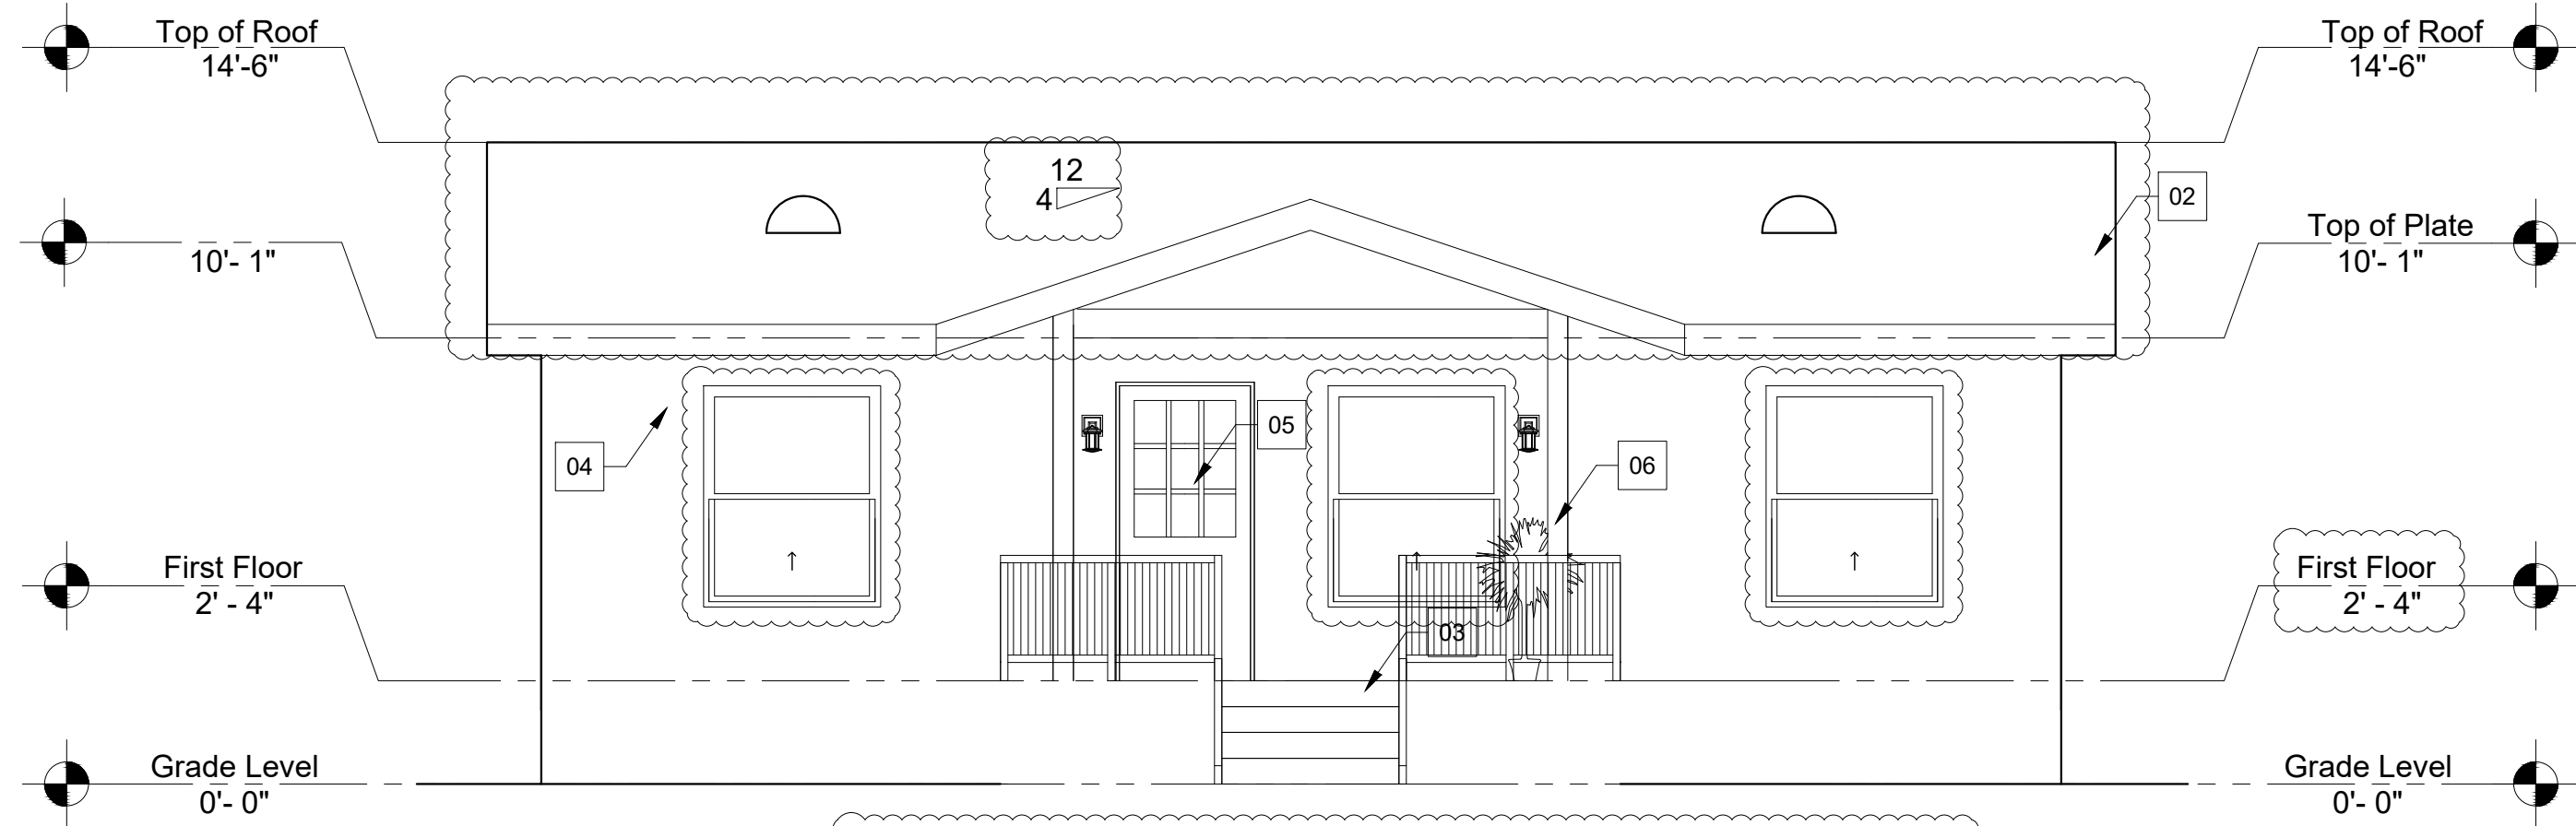 Top of Roof
14'-6"
Top of Roof
14'-6"
12
4
02
10'- 1"
Top of Plate
10'- 1"
05
04
06
First Floor
2' - 4"
First Floor
2' - 4"
03
Grade Level
0'- 0"
Grade Level
0'- 0"